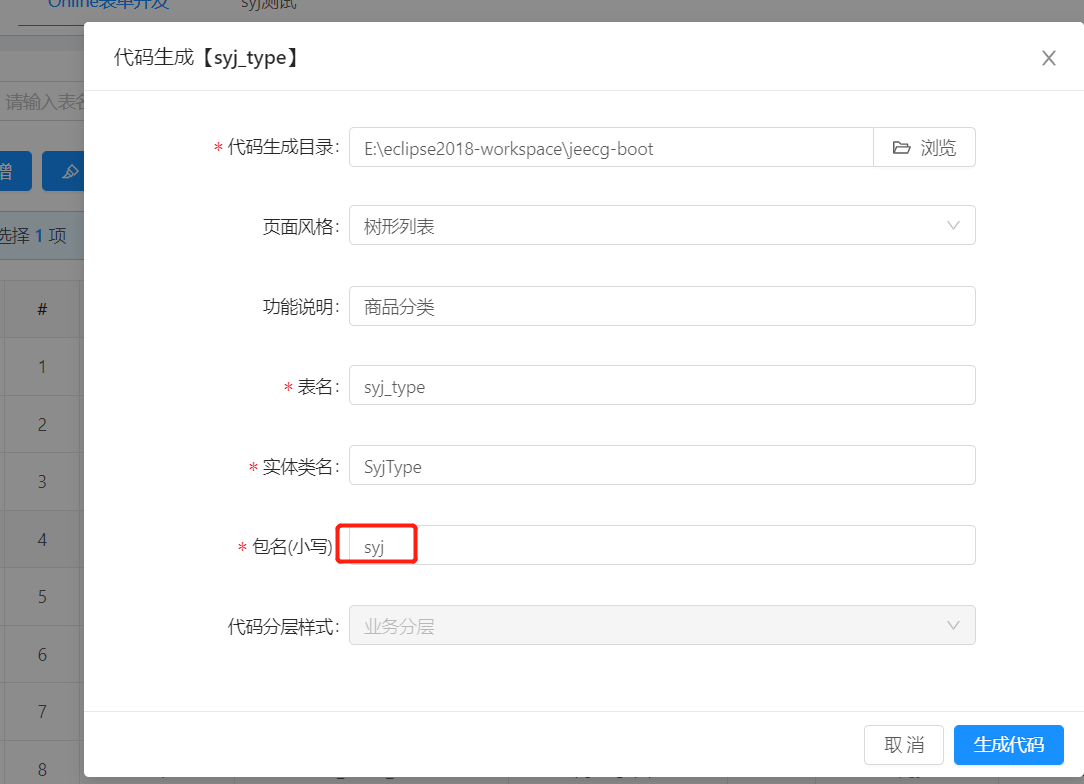 Online表单开发 syj测试
代码生成【syj_type】
请输入表名
* 代码生成目录: E:\eclipse2018-workspace\jeecg-boot 浏览
增
页面风格: 树形列表
选择 1 项
功能说明: 商品分类
#
1
* 表名: syj_type
2
* 实体类名: SyjType
3
* 包名(小写) syj
4
5
代码分层样式: 业务分层
6
7
取 消 生成代码
8